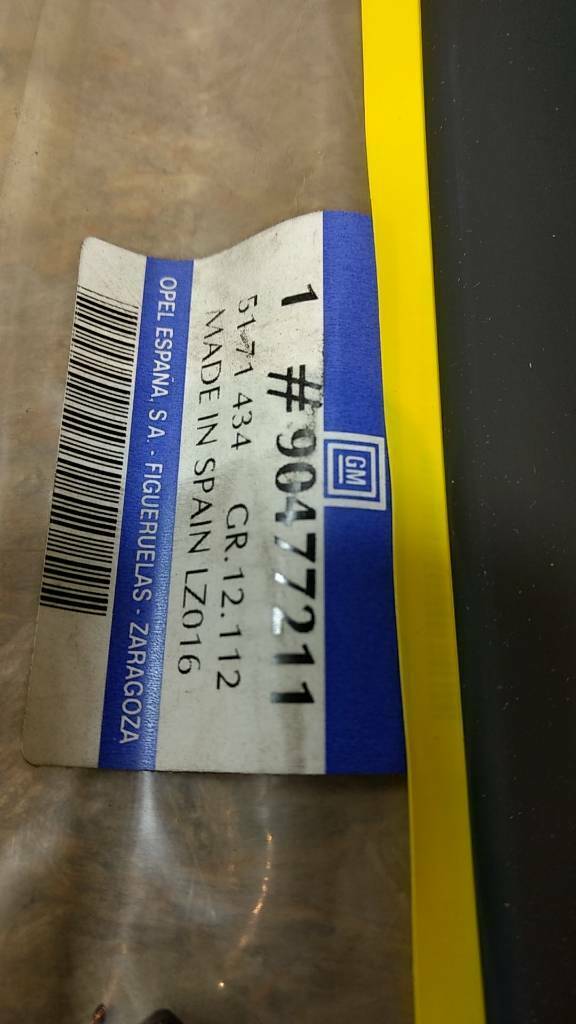 GM
1 #90477211
51-71 434 GR.12.112
MADE IN SPAIN LZ016
OPEL ESPAÑA, S A. - FIGUERUELAS - ZARAGOZA